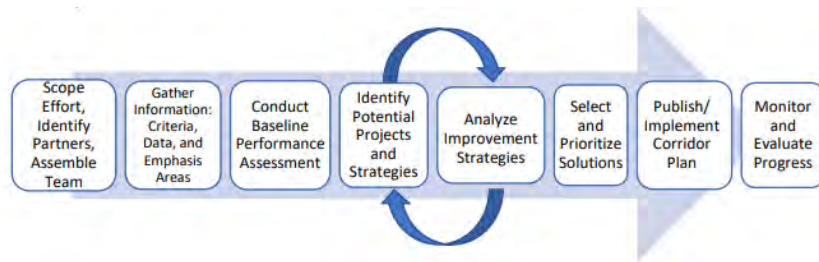 Scope
Effort,
Identify
Partners,
Assemble
Team
Gather
Information:
Criteria,
Data, and
Emphasis
Areas
Conduct
Baseline
Performance
Assessment
Identify
Potential
Projects
and
Strategies
Analyze
Improvement
Strategies
Select
and
Prioritize
Solutions
Publish/
Implement
Corridor
Plan
Monitor
and
Evaluate
Progress